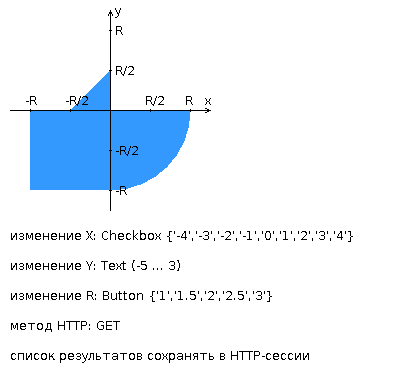 y
R
R/2
-R -R/2 R/2 R x
-R/2
-R
изменение X: Checkbox {'-4','-3','-2','-1','0','1','2','3','4'}
изменение Y: Text (-5 ... 3)
изменение R: Button {'1','1.5','2','2.5','3'}
метод HTTP: GET
список результатов сохранять в HTTP-сессии